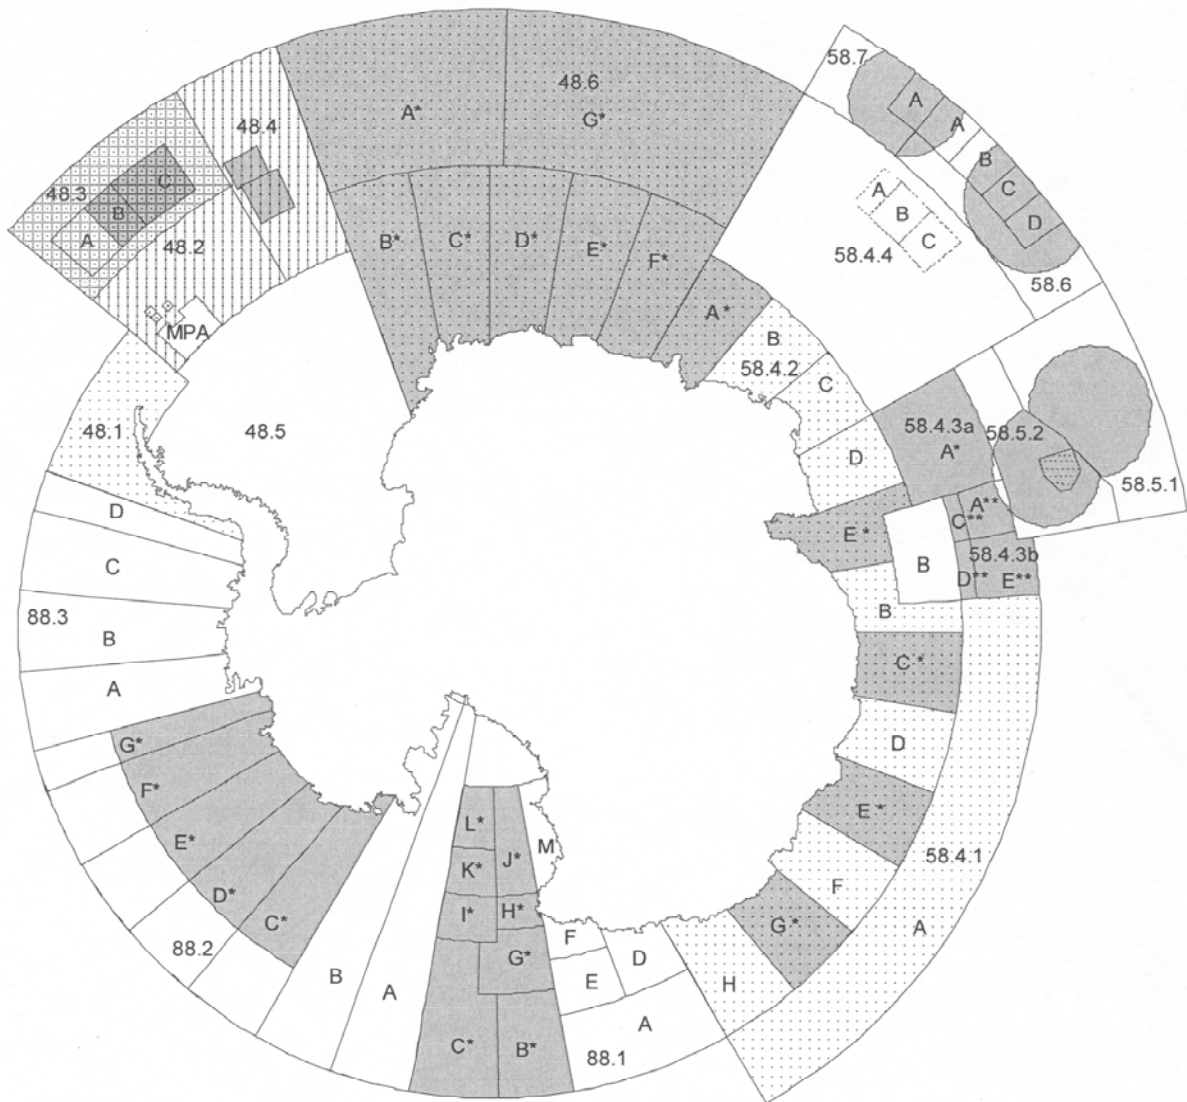 58.7
48.6
A*
G*
A
A
48.4
B
C
C
48.3
B
A
D
A
B
B*
C*
D*
E*
F*
C
48.2
58.4.4
58.6
A*
MPA
B
58.4.2
C
48.1
48.5
58.4.3a
58.5.2
A*
D
58.5.1
A**
D
C**
E*
58.4.3b
C
B
D**
E**
88.3
B
B
C*
A
G*
D
F*
L*
E*
E*
M
J*
58.4.1
K*
D*
F
C*
I*
H*
G*
A
88.2
F
G*
D
B
E
H
A
A
C*
B*
88.1